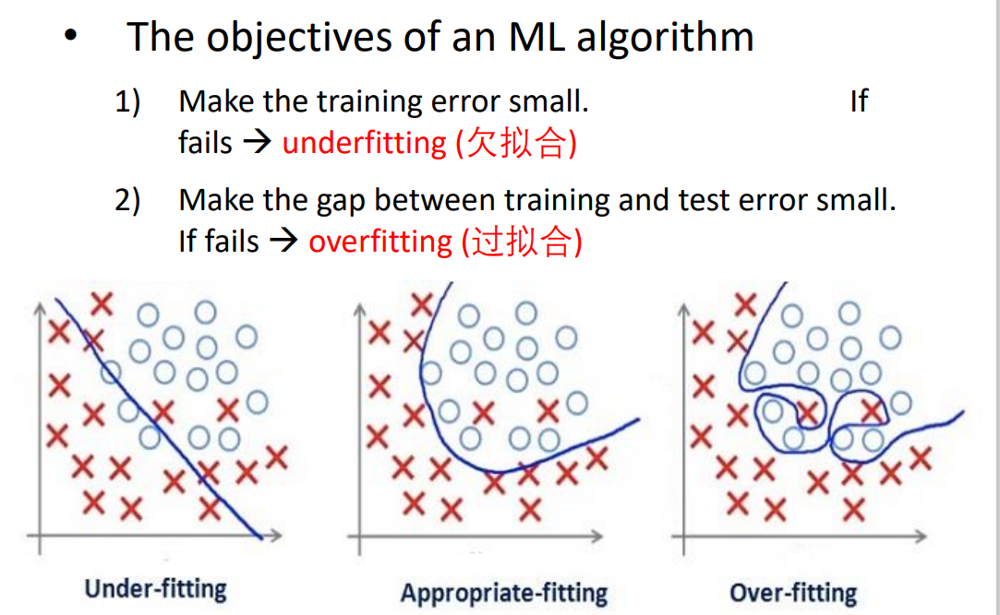 • The objectives of an ML algorithm
1) Make the training error small. If
fails → underfitting (欠拟合)
2) Make the gap between training and test error small.
If fails → overfitting (过拟合)
Under-fitting Appropriate-fitting Over-fitting